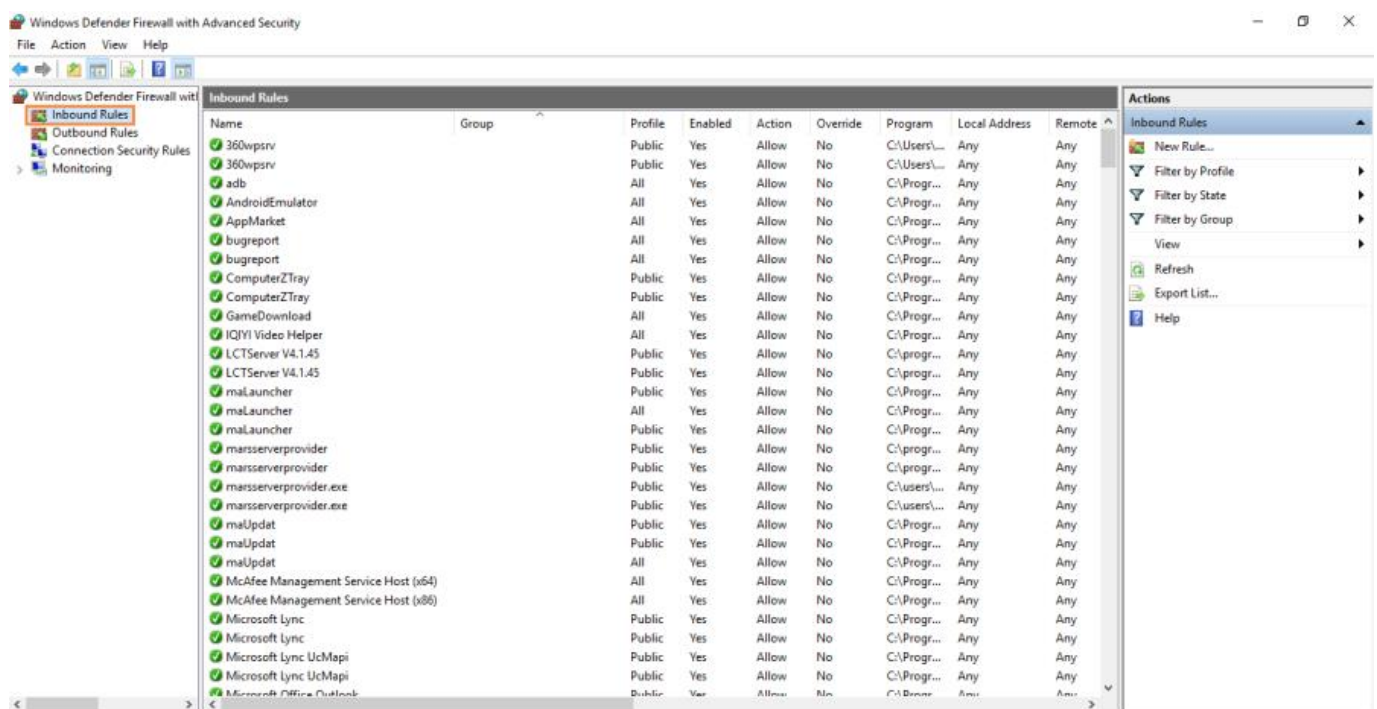 Windows Defender Firewall with Advanced Security
File Action View Help
Windows Defender Firewall witl
Inbound Rules
Outbound Rules
Connection Security Rules
Monitoring
Inbound Rules
Name Group Profile Enabled Action Override Program Local Address Remote
360wpsrv Public Yes Allow No C:\Users\... Any Any
360wpsrv Public Yes Allow No C:\Users\... Any Any
adb All Yes Allow No C:\Progr... Any Any
AndroidEmulator All Yes Allow No C:\Progr... Any Any
AppMarket All Yes Allow No C:\Progr... Any Any
bugreport All Yes Allow No C:\Progr... Any Any
bugreport All Yes Allow No C:\Progr... Any Any
ComputerZTray Public Yes Allow No C:\Progr... Any Any
ComputerZTray Public Yes Allow No C:\Progr... Any Any
GameDownload All Yes Allow No C:\Progr... Any Any
IQIYI Video Helper All Yes Allow No C:\Progr... Any Any
LCTServer V4.1.45 Public Yes Allow No C:\progr... Any Any
LCTServer V4.1.45 Public Yes Allow No C:\progr... Any Any
maLauncher Public Yes Allow No C:\Progr... Any Any
maLauncher All Yes Allow No C:\Progr... Any Any
maLauncher Public Yes Allow No C:\Progr... Any Any
marsserverprovider Public Yes Allow No C:\progr... Any Any
marsserverprovider Public Yes Allow No C:\progr... Any Any
marsserverprovider.exe Public Yes Allow No C:\users\... Any Any
marsserverprovider.exe Public Yes Allow No C:\users\... Any Any
maUpdat Public Yes Allow No C:\Progr... Any Any
maUpdat Public Yes Allow No C:\Progr... Any Any
maUpdat All Yes Allow No C:\Progr... Any Any
McAfee Management Service Host (x64) All Yes Allow No C:\Progr... Any Any
McAfee Management Service Host (x86) All Yes Allow No C:\Progr... Any Any
Microsoft Lync Public Yes Allow No C:\Progr... Any Any
Microsoft Lync Public Yes Allow No C:\Progr... Any Any
Microsoft Lync UcMapi Public Yes Allow No C:\Progr... Any Any
Microsoft Lync UcMapi Public Yes Allow No C:\Progr... Any Any
Microsoft Office Outlook Public Yes Allow No C:\Progr... Any Any
Actions
Inbound Rules
New Rule...
Filter by Profile
Filter by State
Filter by Group
View
Refresh
Export List...
Help